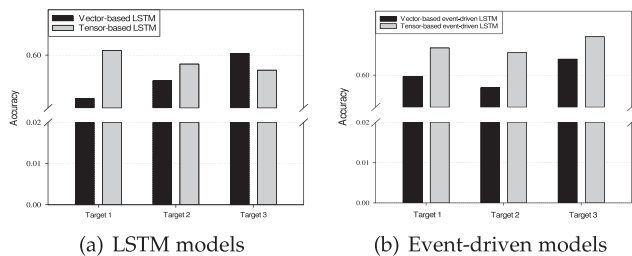 Vector-based LSTM
Tensor-based LSTM
0.60
Accuracy
0.02
0.01
0.00
Target 1 Target 2 Target 3
(a) LSTM models
Vector-based event-driven LSTM
Tensor-based event-driven LSTM
0.60
Accuracy
0.02
0.01
0.00
Target 1 Target 2 Target 3
(b) Event-driven models